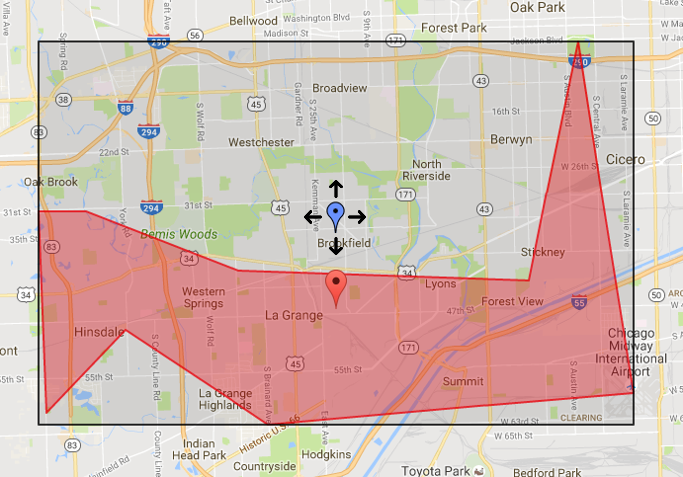 Oak Park
Bellwood
Washington Blvd
Madison St
Forest Park
290
56
171
Jackson Blvd
290
Spring Rd
S 9th Ave
43
Broadview
38
88
45
Gardner Rd
S 25th Ave
S Austin Blvd
S Central Ave
S Laramie Ave
16th St
50
83
294
S Wolf Rd
Westchester
Berwyn
22nd St
North
Riverside
W 26th St
Cicero
Oak Brook
171
31st St
294
45
43
31st St
Bemis Woods
Brookfield
S Laramie Ave
35th St
83
34
34
Stickney
Lyons
34
Western
Springs
Forest View
55
50
La Grange
47th St
Hinsdale
Wolf Rd
Chicago
Midway
International
Airport
171
55th St
S County Line Rd
45
55th St
Summit
S Brainard Ave
S Austin Ave
La Grange
Highlands
CLEARING
Historic U.S. 66
W 63rd St
W 65th St
83
Indian
Head Park
Countryside
Hodgkins
Toyota Park
Bedford Park